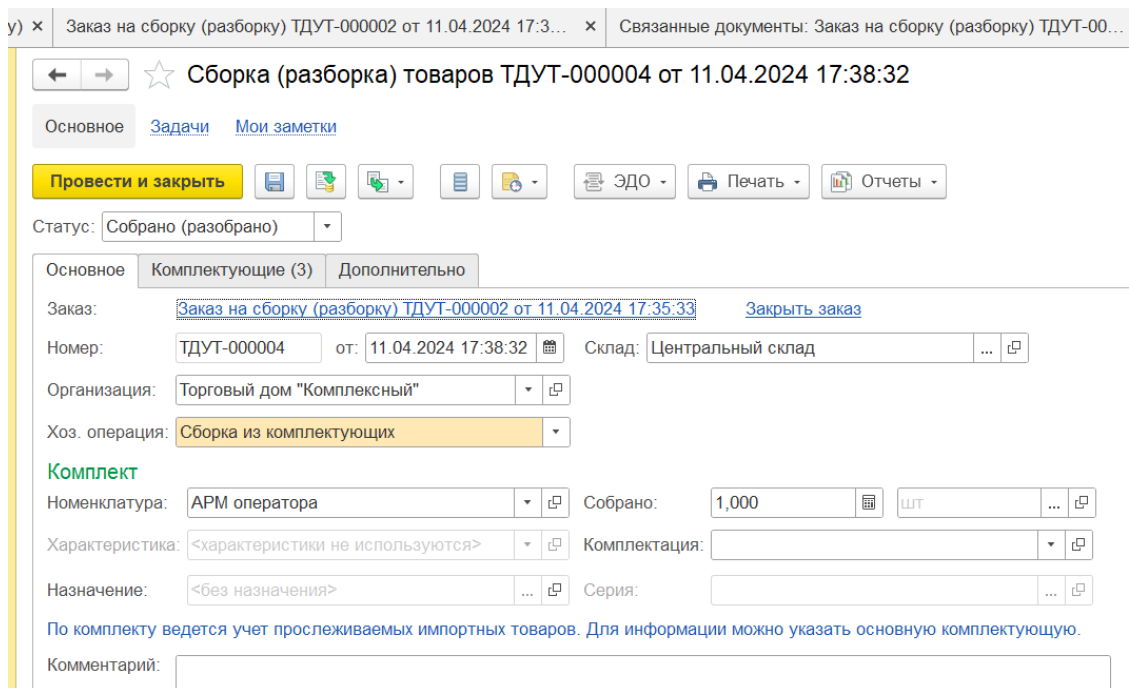 у) × Заказ на сборку (разборку) ТДУТ-000002 от 11.04.2024 17:3... × Связанные документы: Заказ на сборку (разборку) ТДУТ-00...
Сборка (разборка) товаров ТДУТ-000004 от 11.04.2024 17:38:32
Основное Задачи Мои заметки
Провести и закрыть ЭДО Печать Отчеты
Статус: Собрано (разобрано)
Основное Комплектующие (3) Дополнительно
Заказ: Заказ на сборку (разборку) ТДУТ-000002 от 11.04.2024 17:35:33 Закрыть заказ
Номер: ТДУТ-000004 от: 11.04.2024 17:38:32 Склад: Центральный склад ...
Организация: Торговый дом "Комплексный"
Хоз. операция: Сборка из комплектующих
Комплект
Номенклатура: АРМ оператора Собрано: 1,000 шт ...
Характеристика: <характеристики не используются> Комплектация:
Назначение: <без назначения> ... Серия: ...
По комплекту ведется учет прослеживаемых импортных товаров. Для информации можно указать основную комплектующую.
Комментарий: